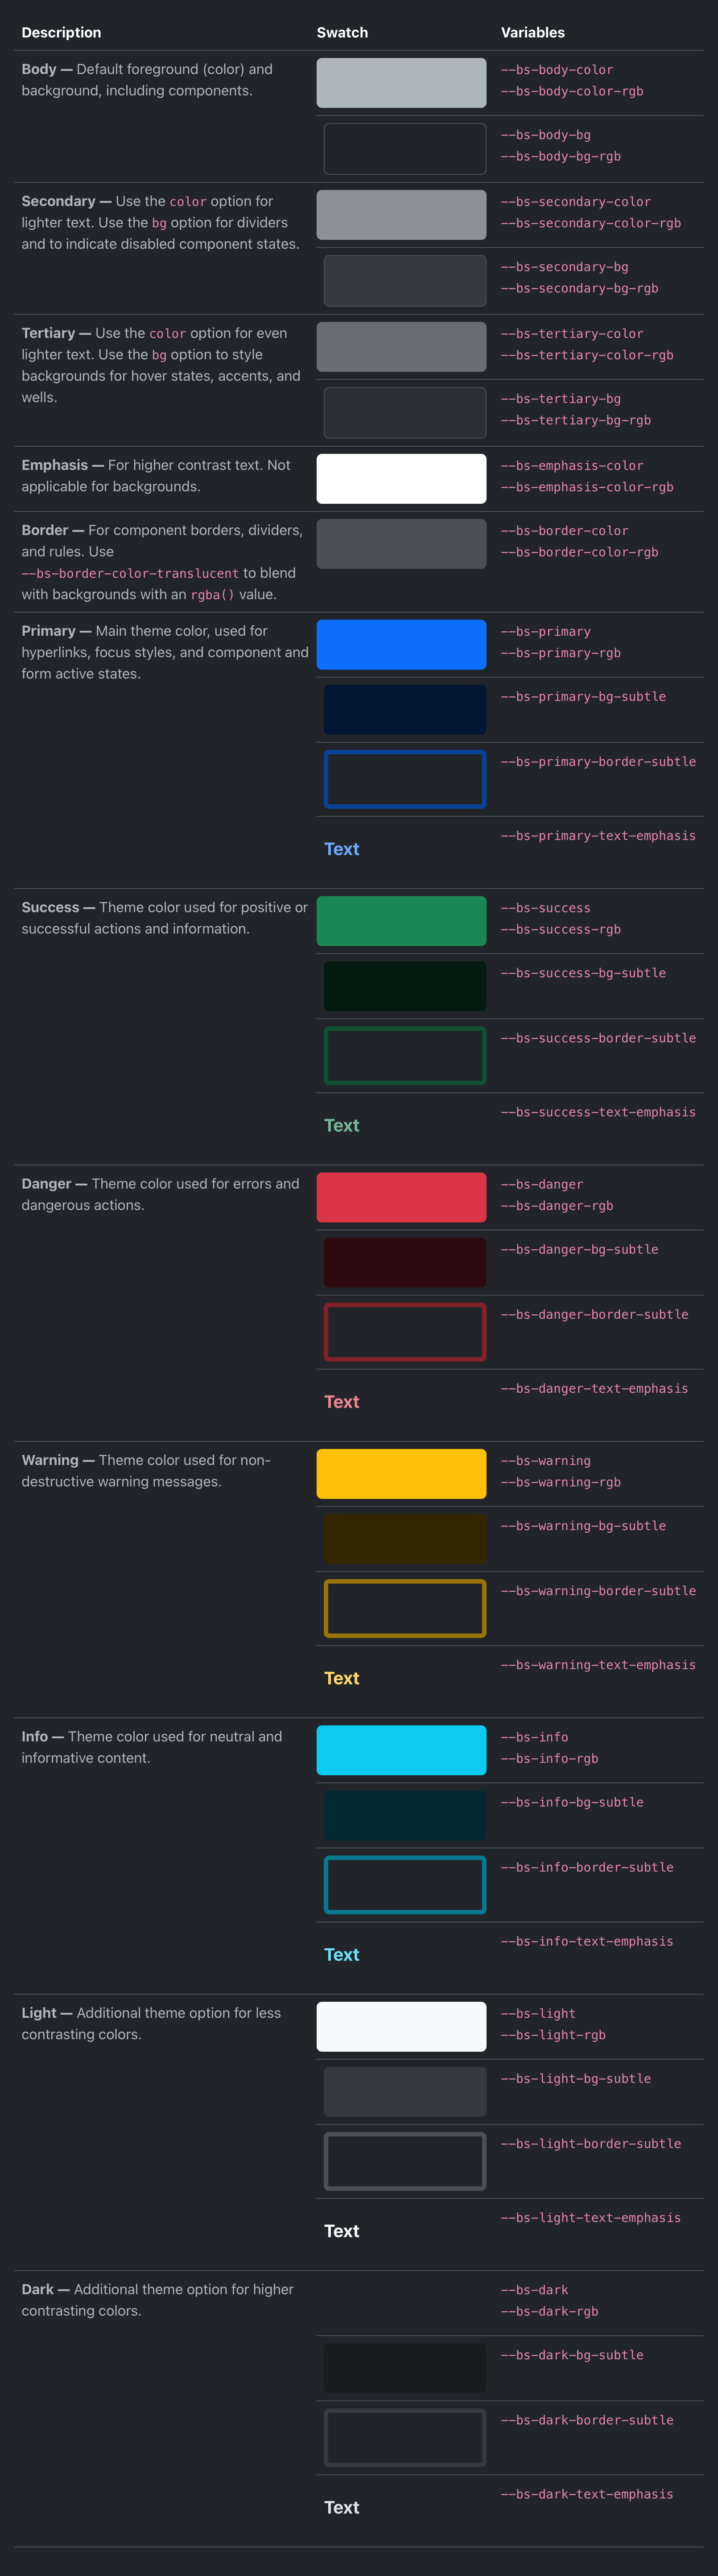 Description Swatch Variables
Body — Default foreground (color) and
background, including components.
--bs-body-color
--bs-body-color-rgb
--bs-body-bg
--bs-body-bg-rgb
Secondary — Use the color option for
lighter text. Use the bg option for dividers
and to indicate disabled component states.
--bs-secondary-color
--bs-secondary-color-rgb
--bs-secondary-bg
--bs-secondary-bg-rgb
Tertiary — Use the color option for even
lighter text. Use the bg option to style
backgrounds for hover states, accents, and
wells.
--bs-tertiary-color
--bs-tertiary-color-rgb
--bs-tertiary-bg
--bs-tertiary-bg-rgb
Emphasis — For higher contrast text. Not
applicable for backgrounds.
--bs-emphasis-color
--bs-emphasis-color-rgb
Border — For component borders, dividers,
and rules. Use
--bs-border-color-translucent to blend
with backgrounds with an rgba() value.
--bs-border-color
--bs-border-color-rgb
Primary — Main theme color, used for
hyperlinks, focus styles, and component and
form active states.
--bs-primary
--bs-primary-rgb
--bs-primary-bg-subtle
--bs-primary-border-subtle
Text
--bs-primary-text-emphasis
Success — Theme color used for positive or
successful actions and information.
--bs-success
--bs-success-rgb
--bs-success-bg-subtle
--bs-success-border-subtle
Text
--bs-success-text-emphasis
Danger — Theme color used for errors and
dangerous actions.
--bs-danger
--bs-danger-rgb
--bs-danger-bg-subtle
--bs-danger-border-subtle
Text
--bs-danger-text-emphasis
Warning — Theme color used for non-
destructive warning messages.
--bs-warning
--bs-warning-rgb
--bs-warning-bg-subtle
--bs-warning-border-subtle
Text
--bs-warning-text-emphasis
Info — Theme color used for neutral and
informative content.
--bs-info
--bs-info-rgb
--bs-info-bg-subtle
--bs-info-border-subtle
Text
--bs-info-text-emphasis
Light — Additional theme option for less
contrasting colors.
--bs-light
--bs-light-rgb
--bs-light-bg-subtle
--bs-light-border-subtle
Text
--bs-light-text-emphasis
Dark — Additional theme option for higher
contrasting colors.
--bs-dark
--bs-dark-rgb
--bs-dark-bg-subtle
--bs-dark-border-subtle
Text
--bs-dark-text-emphasis